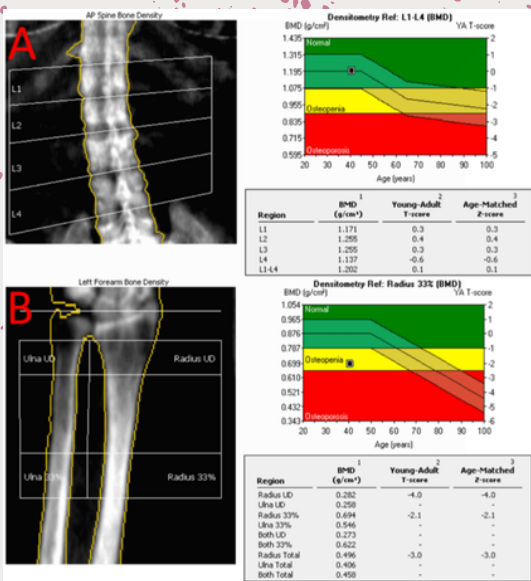 AP Spine Bone Density
A
L1
L2
L3
L4
Densitometry Ref: L1-L4 (BMD)
BMD (g/cm²) YA T-score
Normal
Osteopenia
Osteoporosis
1.435 2
1.315 1
1.195 0
1.075 -1
0.955 -2
0.835 -3
0.715 -4
0.595 -5
20 30 40 50 60 70 80 90 100
Age (years)
1 2 3
BMD Young-Adult Age-Matched
Region (g/cm²) T-score Z-score
L1 1.171 0.3 0.3
L2 1.255 0.4 0.4
L3 1.255 0.3 0.3
L4 1.137 -0.6 -0.6
L1-L4 1.202 0.1 0.1
Left Forearm Bone Density
B
Ulna UD Radius UD
Ulna 33% Radius 33%
Densitometry Ref: Radius 33% (BMD)
BMD (g/cm²) YA T-score
Normal
Osteopenia
Osteoporosis
1.054 2
0.965 1
0.876 0
0.787 -1
0.699 -2
0.610 -3
0.521 -4
0.432 -5
0.343 -6
20 30 40 50 60 70 80 90 100
Age (years)
1 2 3
BMD Young-Adult Age-Matched
Region (g/cm²) T-score Z-score
Radius UD 0.282 -4.0 -4.0
Ulna UD 0.258 - -
Radius 33% 0.694 -2.1 -2.1
Ulna 33% 0.546 - -
Both UD 0.273 - -
Both 33% 0.622 - -
Radius Total 0.496 -3.0 -3.0
Ulna Total 0.406 - -
Both Total 0.458 - -